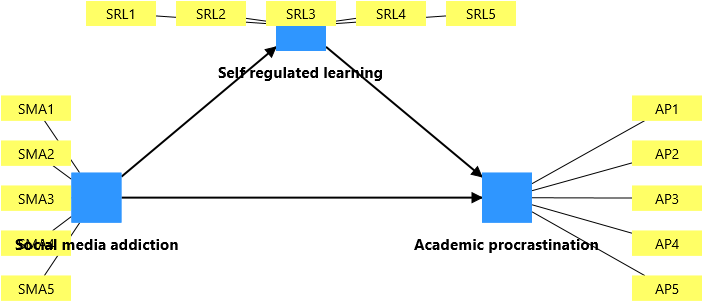 SRL1 SRL2 SRL3 SRL4 SRL5
Self regulated learning
SMA1
SMA2
SMA3
SMA4
SMA5
Social media addiction
AP1
AP2
AP3
AP4
AP5
Academic procrastination